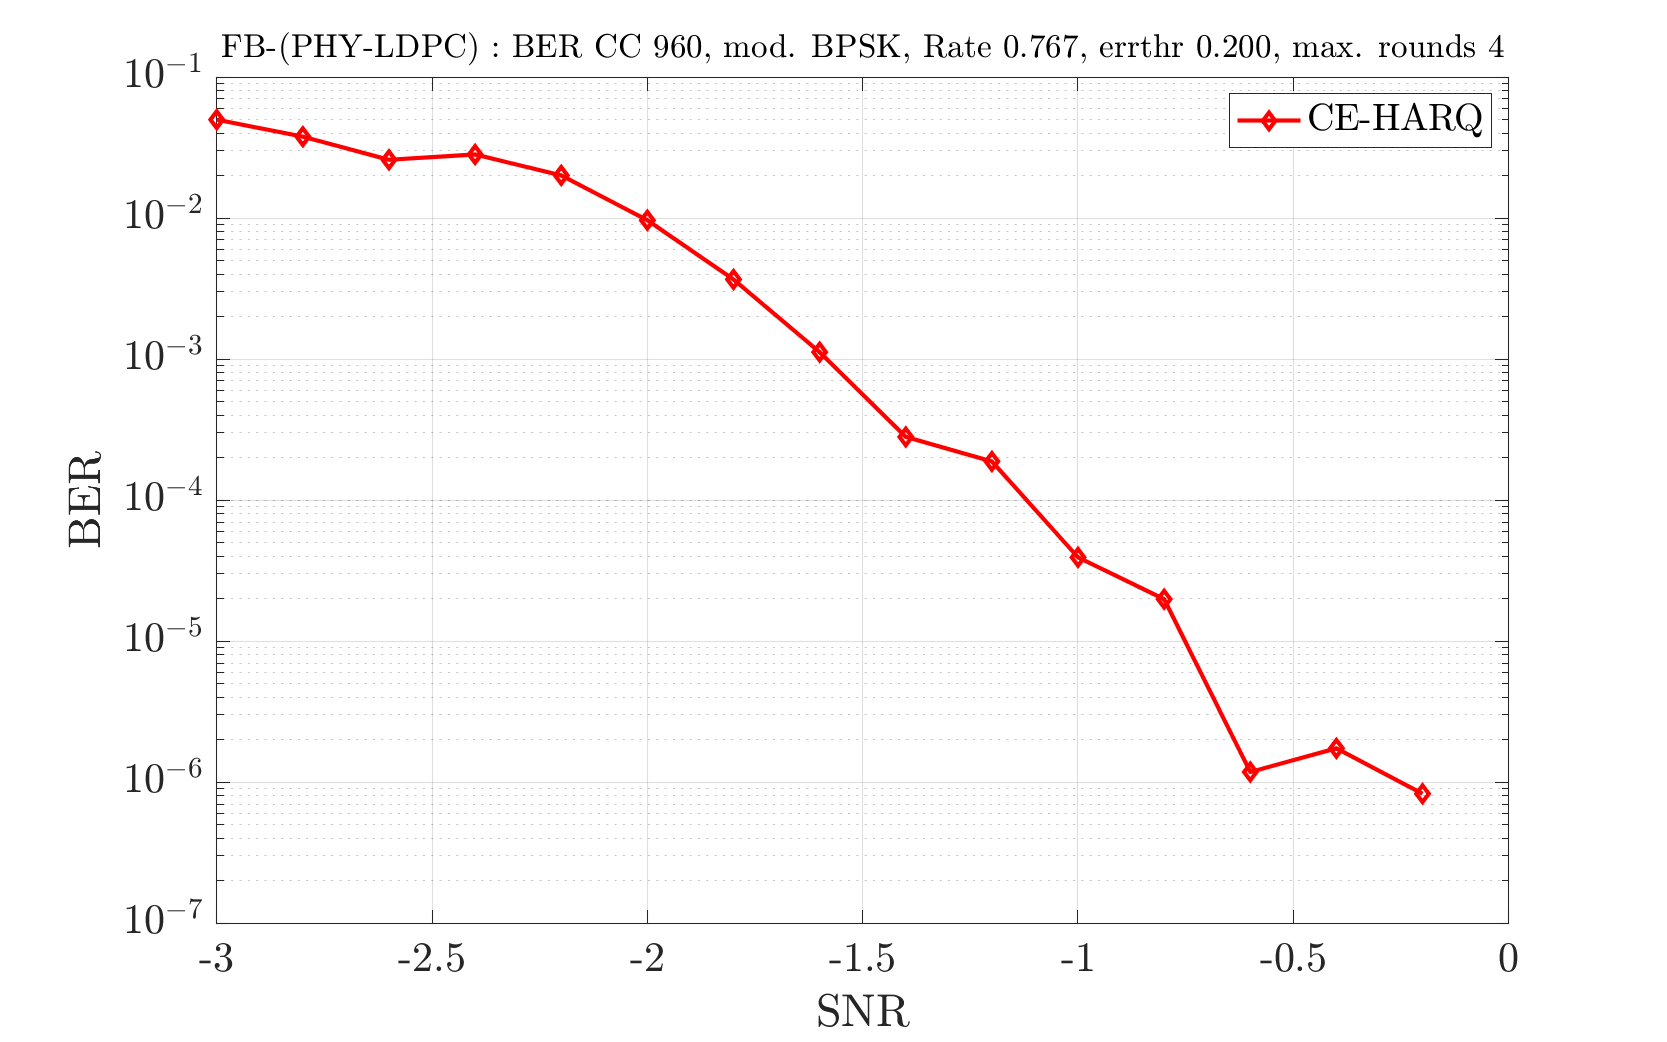 FB-(PHY-LDPC) : BER CC 960, mod. BPSK, Rate 0.767, errthr 0.200, max. rounds 4
CE-HARQ
10⁻¹
10⁻²
10⁻³
10⁻⁴
10⁻⁵
10⁻⁶
10⁻⁷
BER
-3 -2.5 -2 -1.5 -1 -0.5 0
SNR